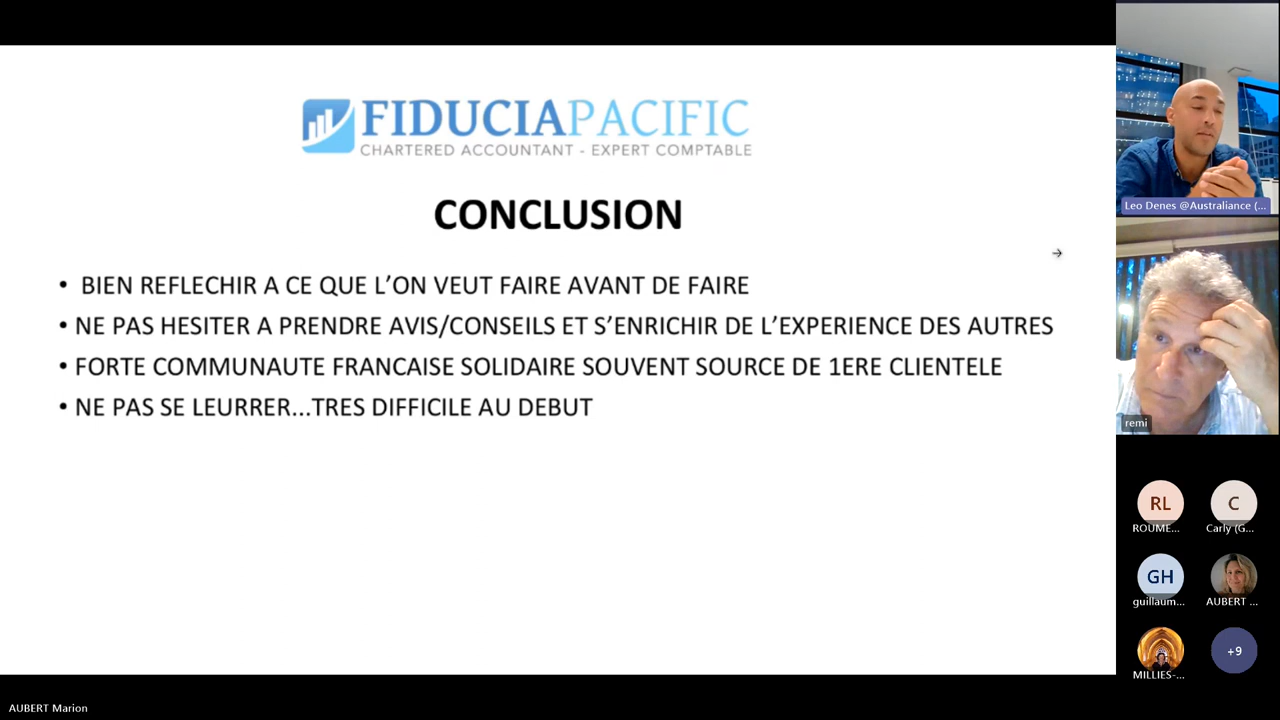 FIDUCIAPACIFIC
CHARTERED ACCOUNTANT - EXPERT COMPTABLE
CONCLUSION
• BIEN REFLECHIR A CE QUE L'ON VEUT FAIRE AVANT DE FAIRE
• NE PAS HESITER A PRENDRE AVIS/CONSEILS ET S'ENRICHIR DE L'EXPERIENCE DES AUTRES
• FORTE COMMUNAUTE FRANCAISE SOLIDAIRE SOUVENT SOURCE DE 1ERE CLIENTELE
• NE PAS SE LEURRER...TRES DIFFICILE AU DEBUT
Leo Denes @Australiance (...
remi
RL
C
ROUME...
Carly (G...
GH
guillaum...
AUBERT ...
MILLIES-...
+9
AUBERT Marion